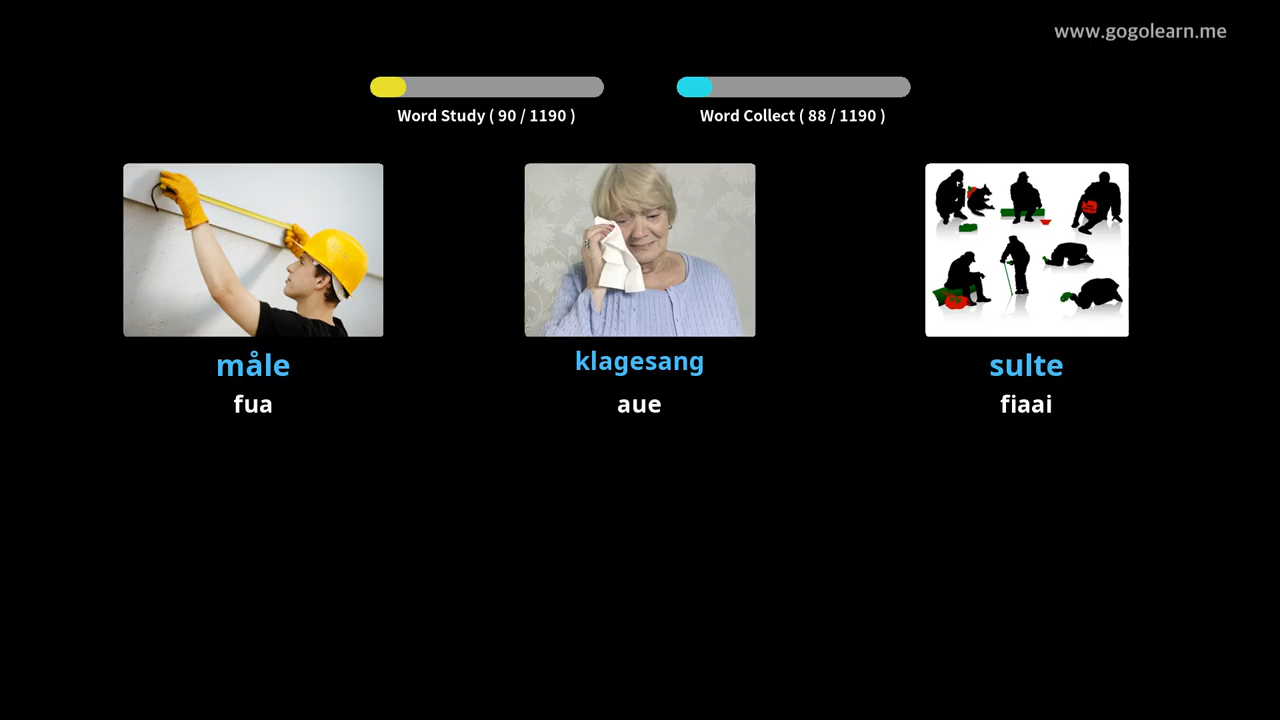 www.gogolearn.me
Word Study ( 90 / 1190 )
Word Collect ( 88 / 1190 )
måle
klagesang
sulte
fua
aue
fiaai